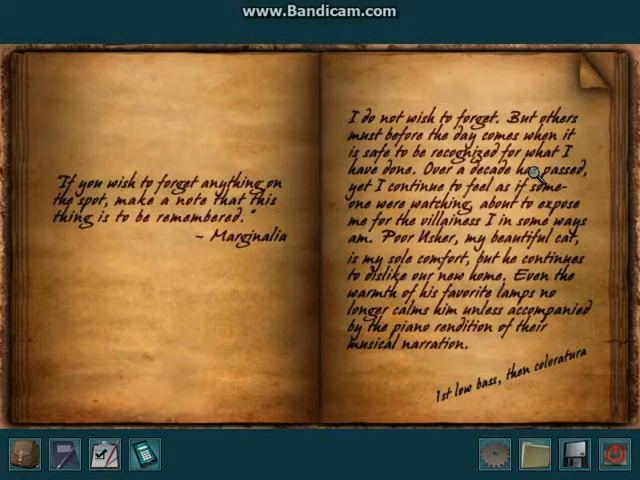 www.Bandicam.com
"If you wish to forget anything on
the spot, make a note that this
thing is to be remembered."
~ Marginalia
I do not wish to forget. But others
must before the day comes when it
is safe to be recognized for what I
have done. Over a decade has passed,
yet I continue to feel as if some-
one were watching, about to expose
me for the villainess I in some ways
am. Poor Usher, my beautiful cat,
is my sole comfort, but he continues
to dislike our new home. Even the
warmth of his favorite lamps no
longer calms him unless accompanied
by the piano rendition of their
musical narration.
1st low bass, then coloratura